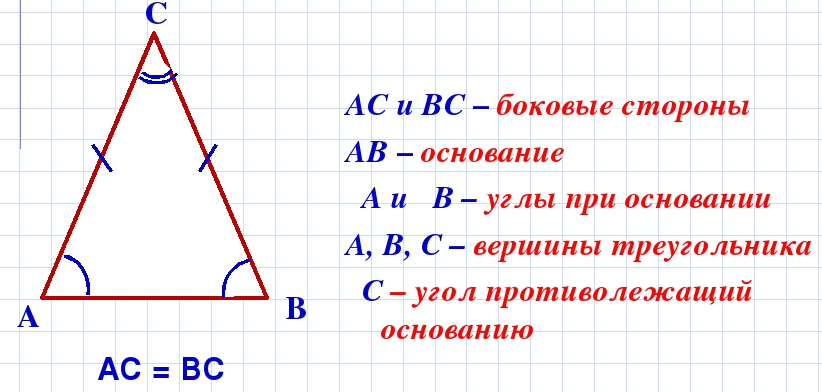 C
AC и BC – боковые стороны
AB – основание
A и B – углы при основании
A, B, C – вершины треугольника
C – угол противолежащий
основанию
A
B
AC = BC